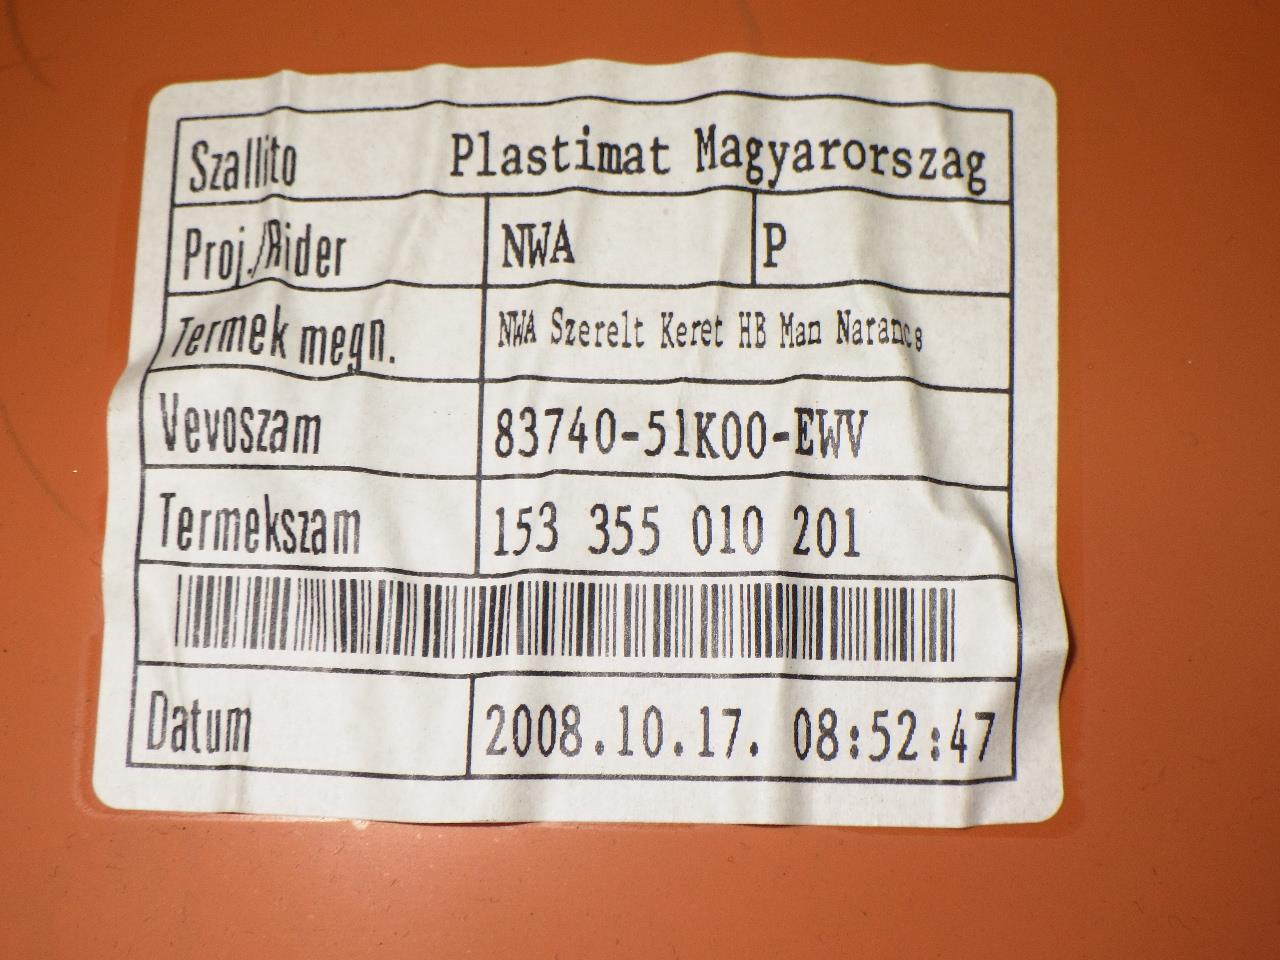 Szallito Plastimat Magyarorszag
Proj./Rider NWA P
Termek megn. NWA Szerelt Keret HB Man Narancs
Vevoszam 83740-51K00-EWV
Termekszam 153 355 010 201
Datum 2008.10.17. 08:52:47